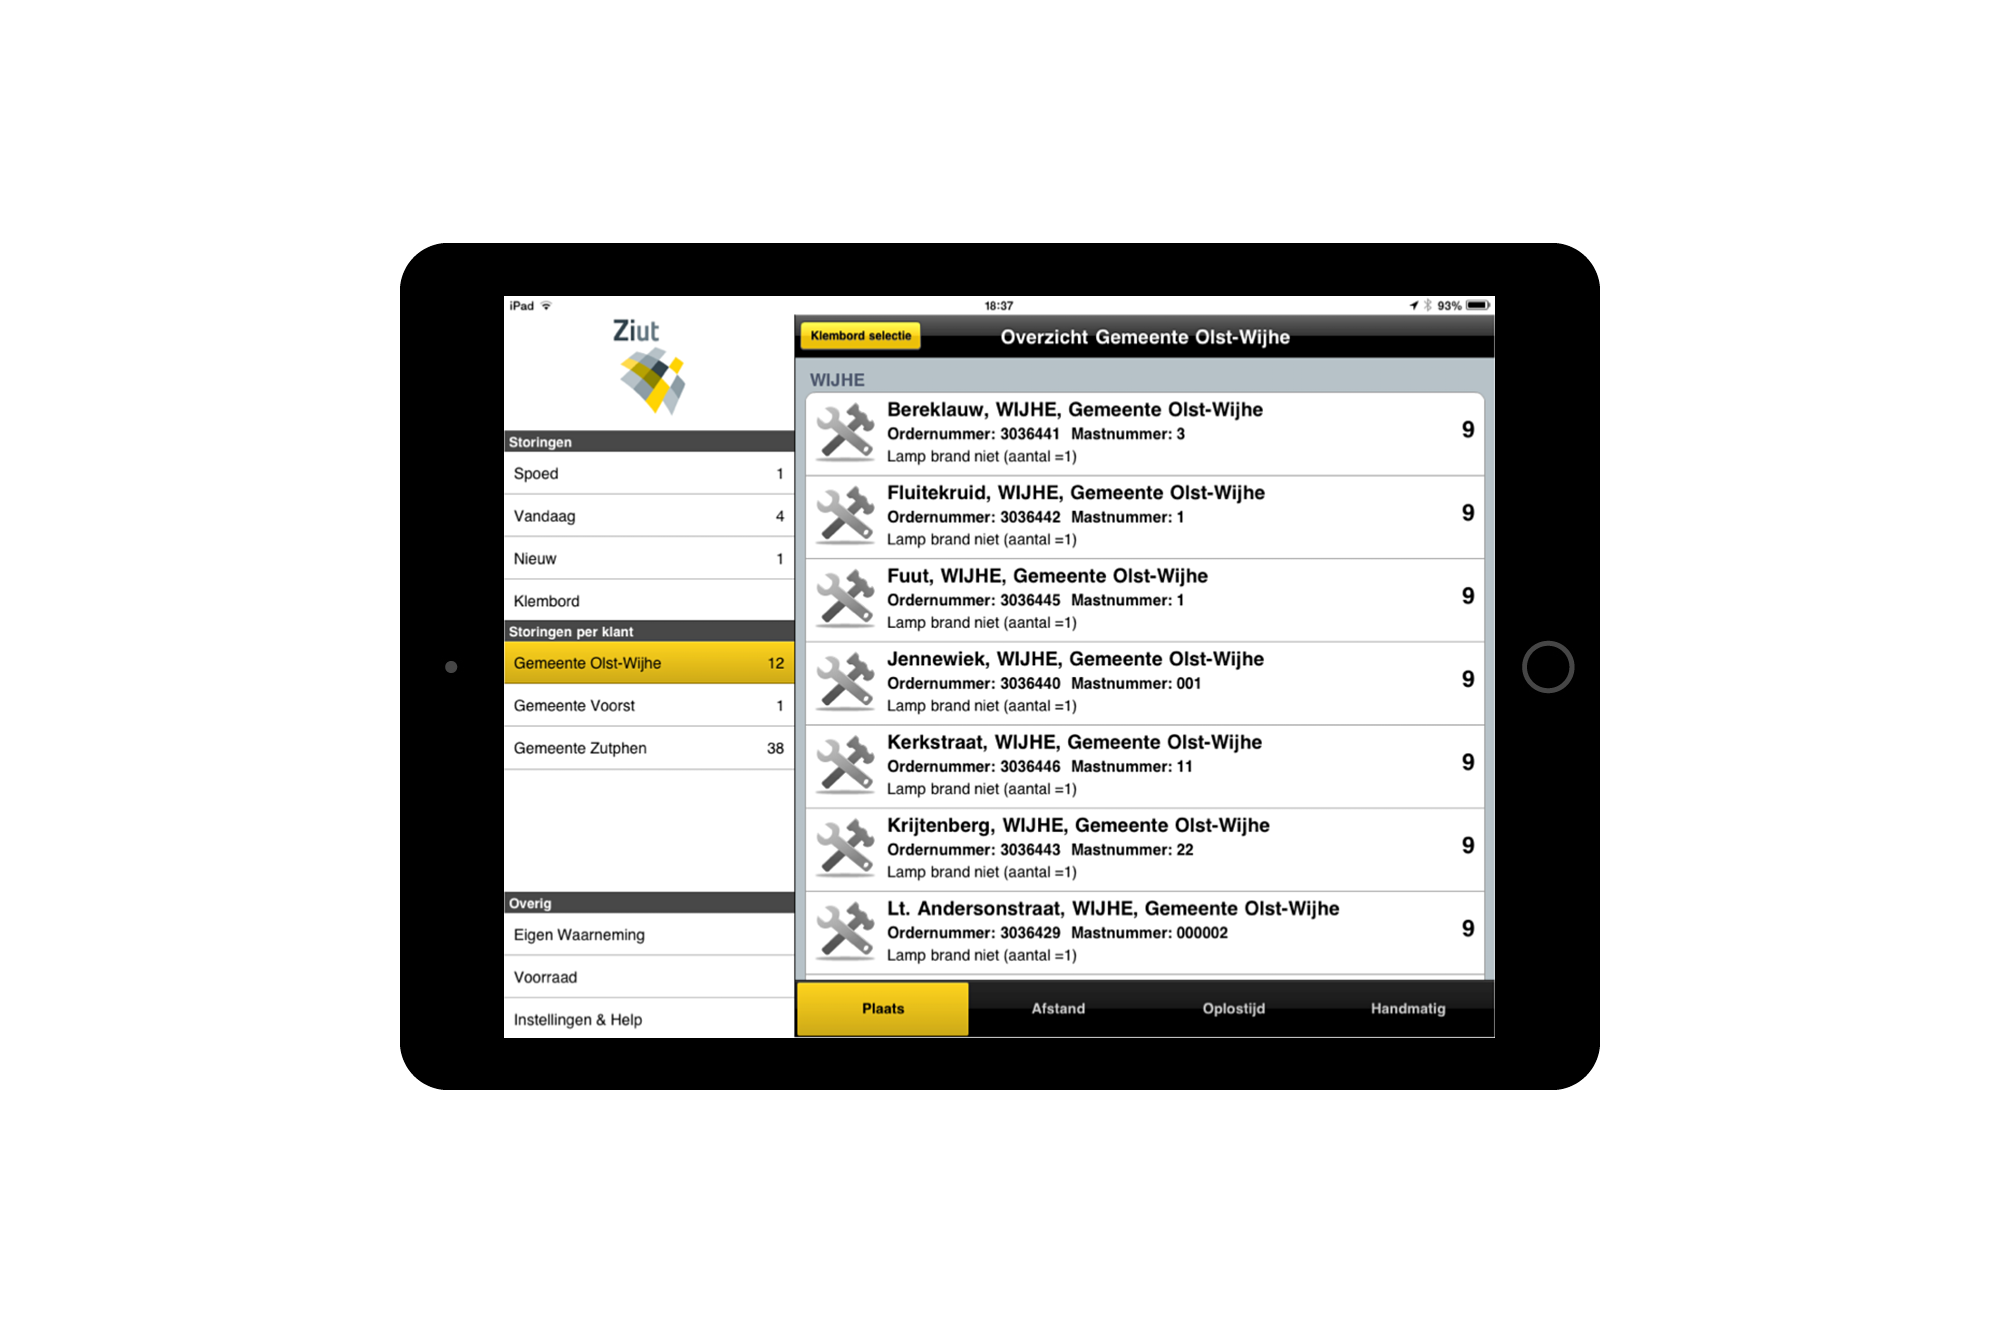 iPad
18:37
93%
Ziut
Storingen
Spoed 1
Vandaag 4
Nieuw 1
Klembord
Storingen per klant
Gemeente Olst-Wijhe 12
Gemeente Voorst 1
Gemeente Zutphen 38
Overig
Eigen Waarneming
Voorraad
Instellingen & Help
Klembord selectie
Overzicht Gemeente Olst-Wijhe
WIJHE
Bereklauw, WIJHE, Gemeente Olst-Wijhe
Ordernummer: 3036441 Mastnummer: 3
Lamp brand niet (aantal =1)
9
Fluitekruid, WIJHE, Gemeente Olst-Wijhe
Ordernummer: 3036442 Mastnummer: 1
Lamp brand niet (aantal =1)
9
Fuut, WIJHE, Gemeente Olst-Wijhe
Ordernummer: 3036445 Mastnummer: 1
Lamp brand niet (aantal =1)
9
Jennewiek, WIJHE, Gemeente Olst-Wijhe
Ordernummer: 3036440 Mastnummer: 001
Lamp brand niet (aantal =1)
9
Kerkstraat, WIJHE, Gemeente Olst-Wijhe
Ordernummer: 3036446 Mastnummer: 11
Lamp brand niet (aantal =1)
9
Krijtenberg, WIJHE, Gemeente Olst-Wijhe
Ordernummer: 3036443 Mastnummer: 22
Lamp brand niet (aantal =1)
9
Lt. Andersonstraat, WIJHE, Gemeente Olst-Wijhe
Ordernummer: 3036429 Mastnummer: 000002
Lamp brand niet (aantal =1)
9
Plaats
Afstand
Oplostijd
Handmatig